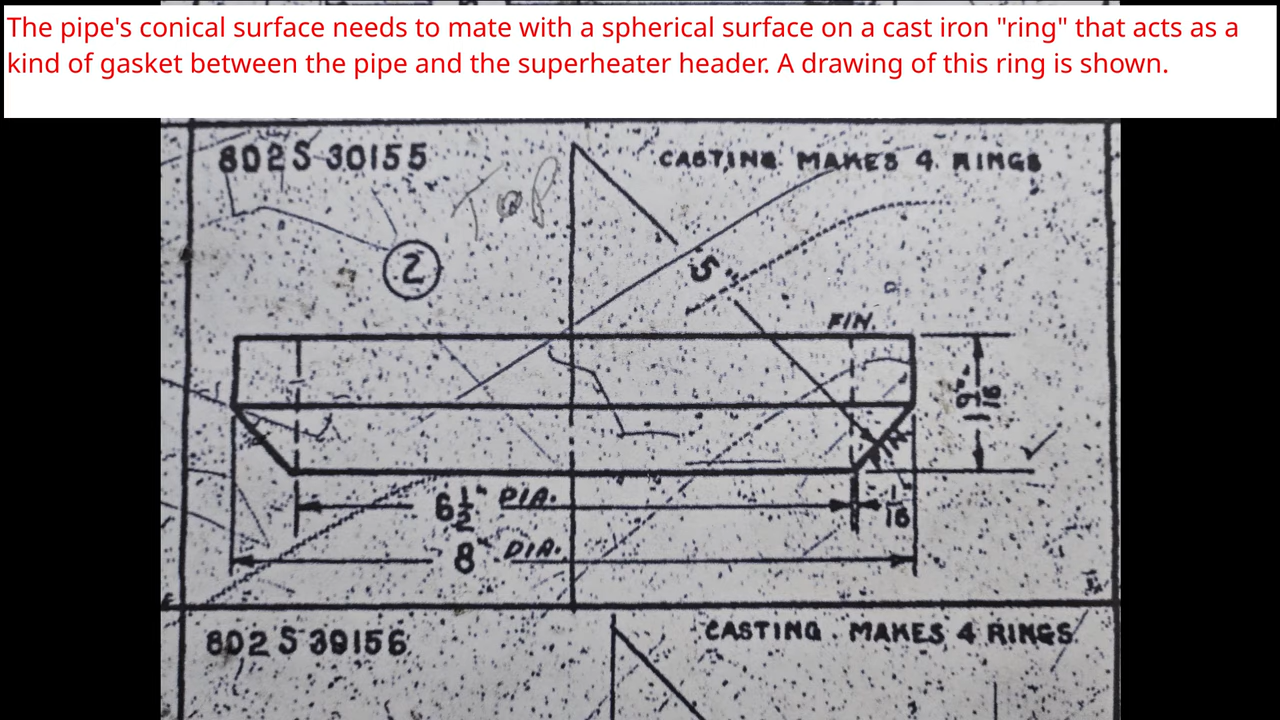 The pipe's conical surface needs to mate with a spherical surface on a cast iron "ring" that acts as a
kind of gasket between the pipe and the superheater header. A drawing of this ring is shown.
802S 30155
TOP
CASTING MAKES 4 RINGS
2
5"
FIN.
6 1/2" DIA.
1/16
8" DIA.
802S 30156
CASTING. MAKES 4 RINGS.